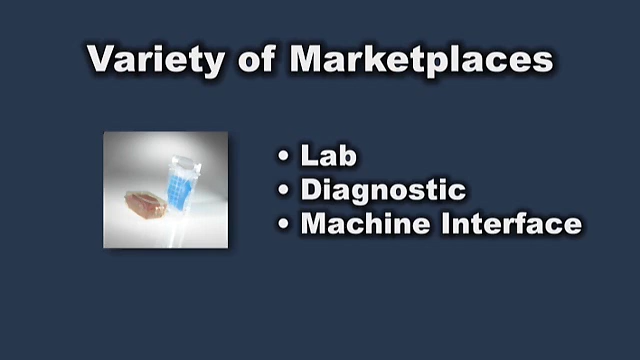 Variety of Marketplaces
• Lab
• Diagnostic
• Machine Interface